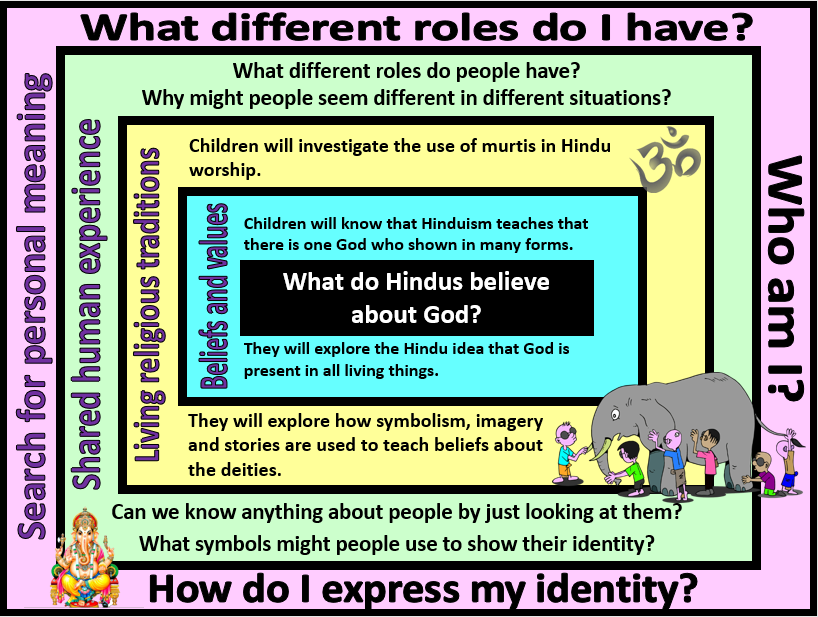 What different roles do I have?
What different roles do people have?
Why might people seem different in different situations?
Children will investigate the use of murtis in Hindu
worship.
ॐ
Children will know that Hinduism teaches that
there is one God who shown in many forms.
What do Hindus believe
about God?
They will explore the Hindu idea that God is
present in all living things.
They will explore how symbolism, imagery
and stories are used to teach beliefs about
the deities.
Can we know anything about people by just looking at them?
What symbols might people use to show their identity?
How do I express my identity?
Search for personal meaning
Shared human experience
Living religious traditions
Beliefs and values
Who am I?